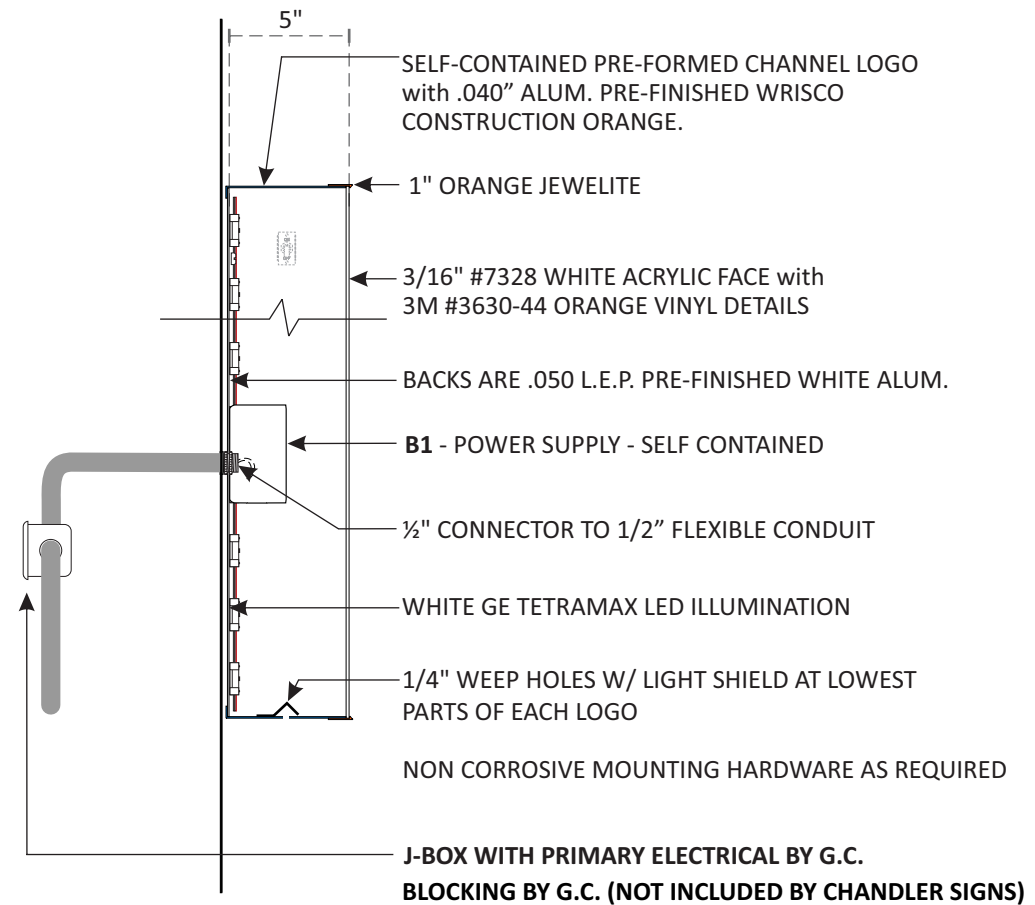 5"
SELF-CONTAINED PRE-FORMED CHANNEL LOGO
with .040” ALUM. PRE-FINISHED WRISCO
CONSTRUCTION ORANGE.
1" ORANGE JEWELITE
3/16" #7328 WHITE ACRYLIC FACE with
3M #3630-44 ORANGE VINYL DETAILS
BACKS ARE .050 L.E.P. PRE-FINISHED WHITE ALUM.
B1 - POWER SUPPLY - SELF CONTAINED
½" CONNECTOR TO 1/2” FLEXIBLE CONDUIT
WHITE GE TETRAMAX LED ILLUMINATION
1/4" WEEP HOLES W/ LIGHT SHIELD AT LOWEST
PARTS OF EACH LOGO
NON CORROSIVE MOUNTING HARDWARE AS REQUIRED
J-BOX WITH PRIMARY ELECTRICAL BY G.C.
BLOCKING BY G.C. (NOT INCLUDED BY CHANDLER SIGNS)